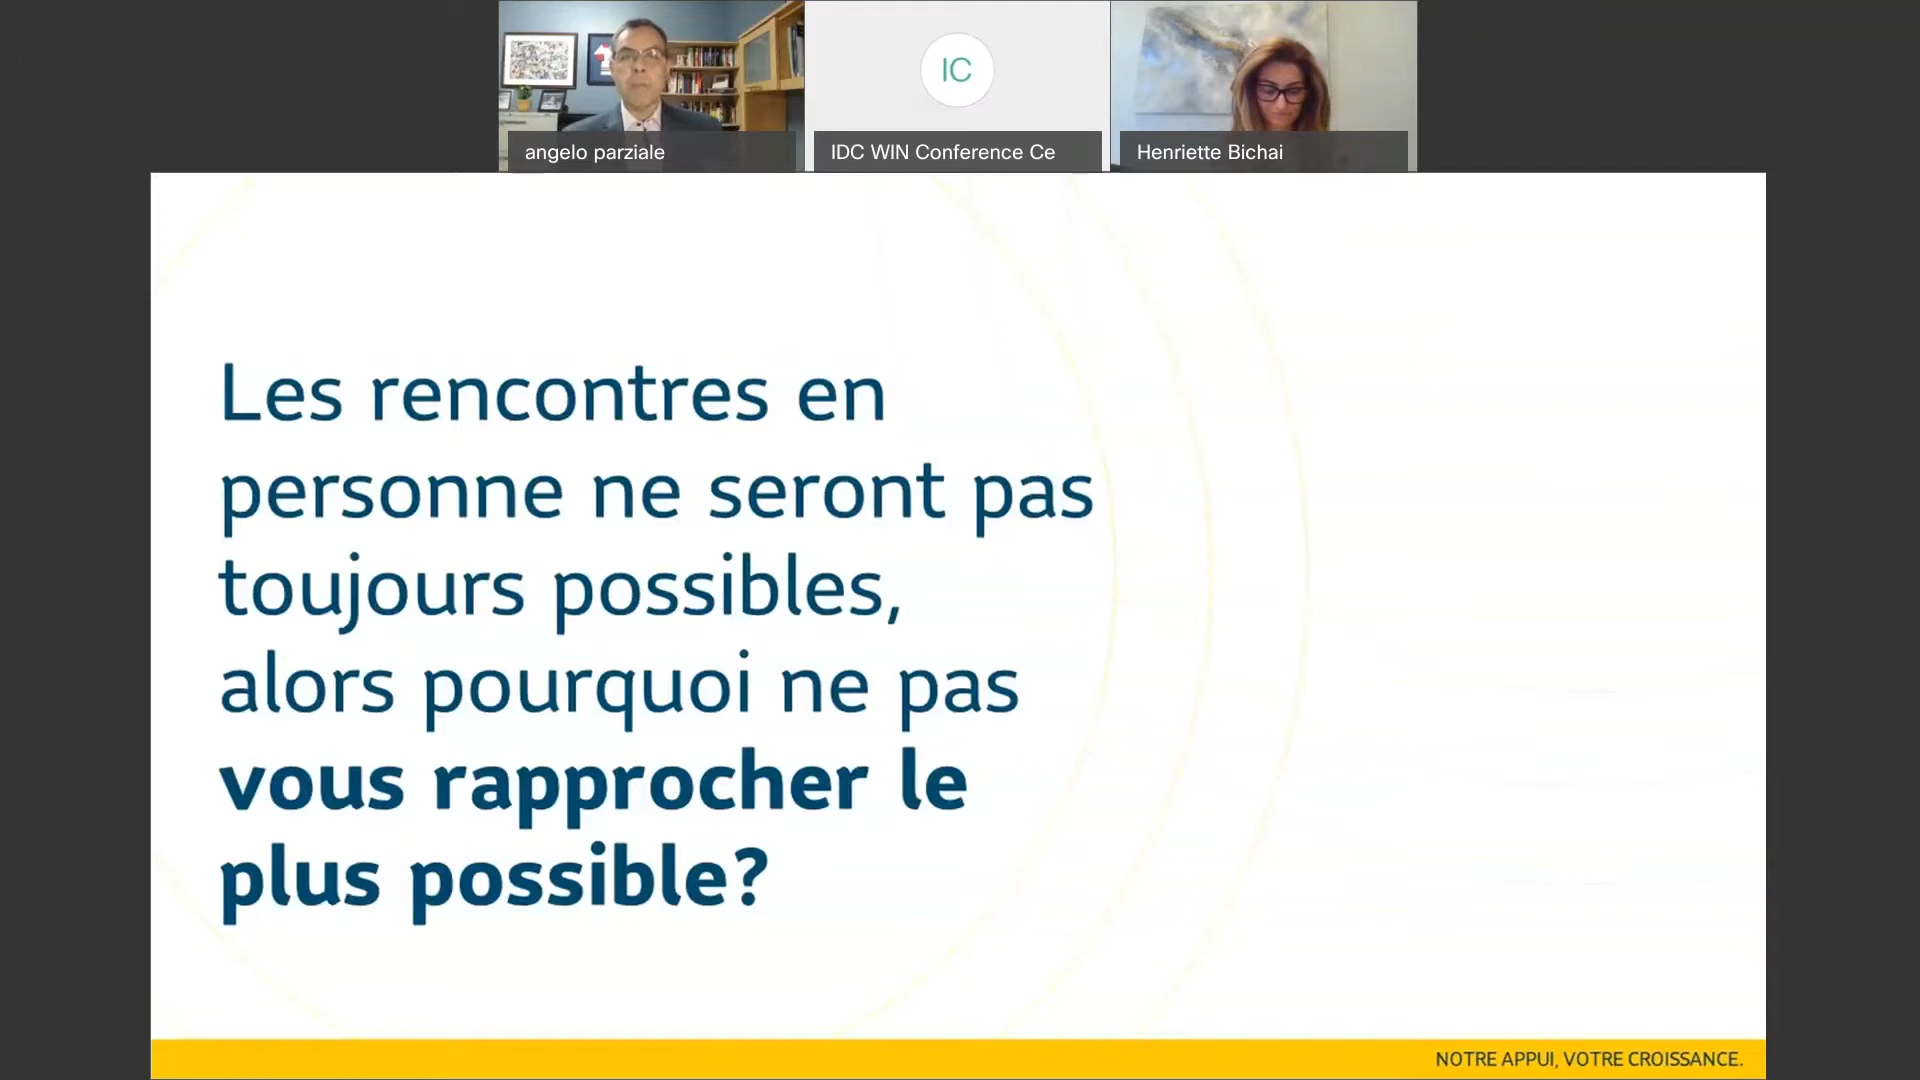 angelo parziale
IC
IDC WIN Conference Ce
Henriette Bichai
Les rencontres en
personne ne seront pas
toujours possibles,
alors pourquoi ne pas
vous rapprocher le
plus possible?
NOTRE APPUI, VOTRE CROISSANCE.